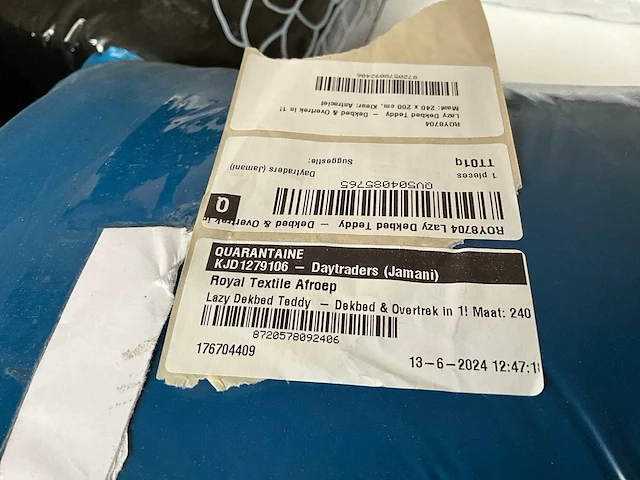 8720578092406
Maat: 240 x 200 cm, Kleur: Antraciet
Lazy Dekbed Teddy – Dekbed & Overtrek in 1!
ROY8704
TT01q
1 pieces
Suggestie:
Daytraders (Jamani)
QU504085765
Q
ROY8704 Lazy Dekbed Teddy – Dekbed & Overtrek in
QUARANTAINE
KJD1279106 – Daytraders (Jamani)
Royal Textile Afroep
Lazy Dekbed Teddy – Dekbed & Overtrek in 1! Maat: 240
8720578092406
176704409
13-6-2024 12:47:1